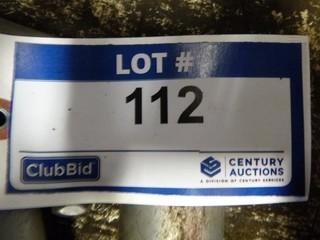 LOT #
112
ClubBid
CENTURY
AUCTIONS
A DIVISION OF CENTURY SERVICES